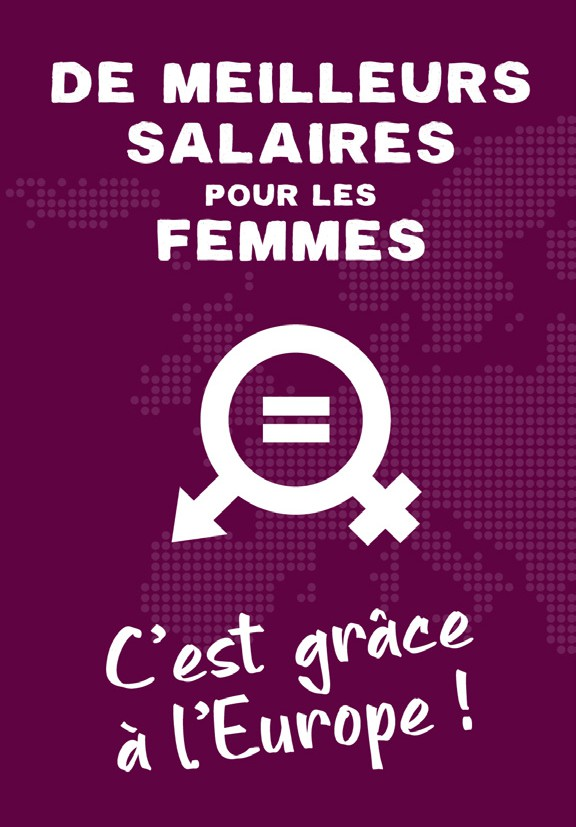 DE MEILLEURS
SALAIRES
POUR LES
FEMMES
=
C'est grâce
à l'Europe !